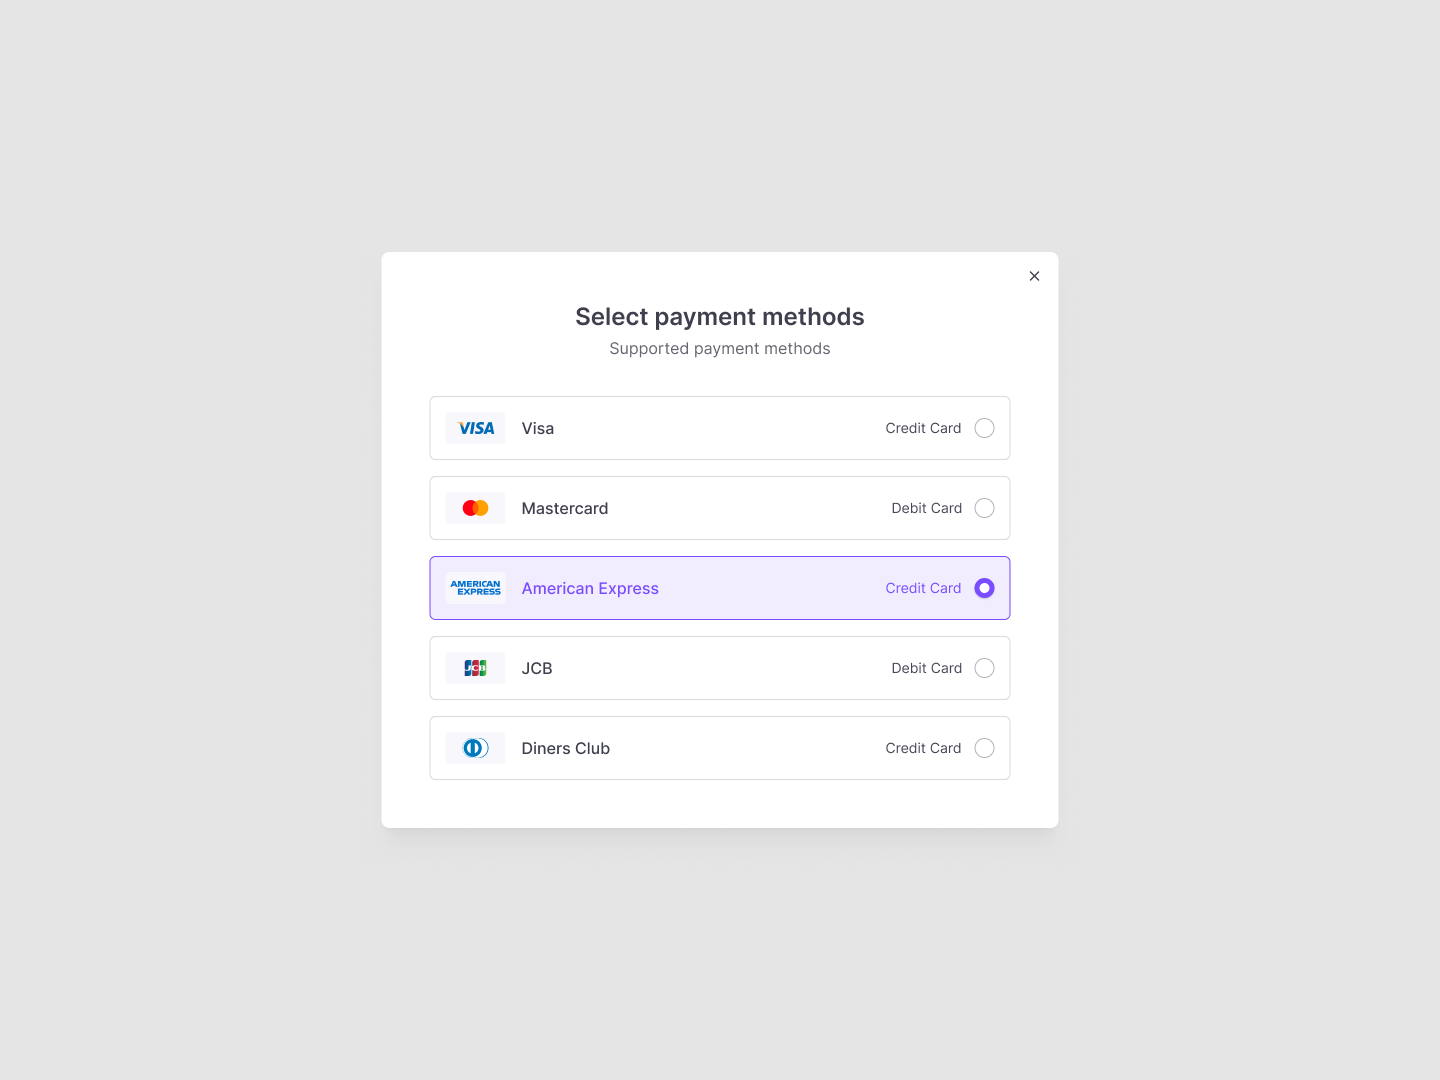 Select payment methods
Supported payment methods
VISA Visa Credit Card
Mastercard Debit Card
AMERICAN
EXPRESS American Express Credit Card
JCB JCB Debit Card
Diners Club Credit Card